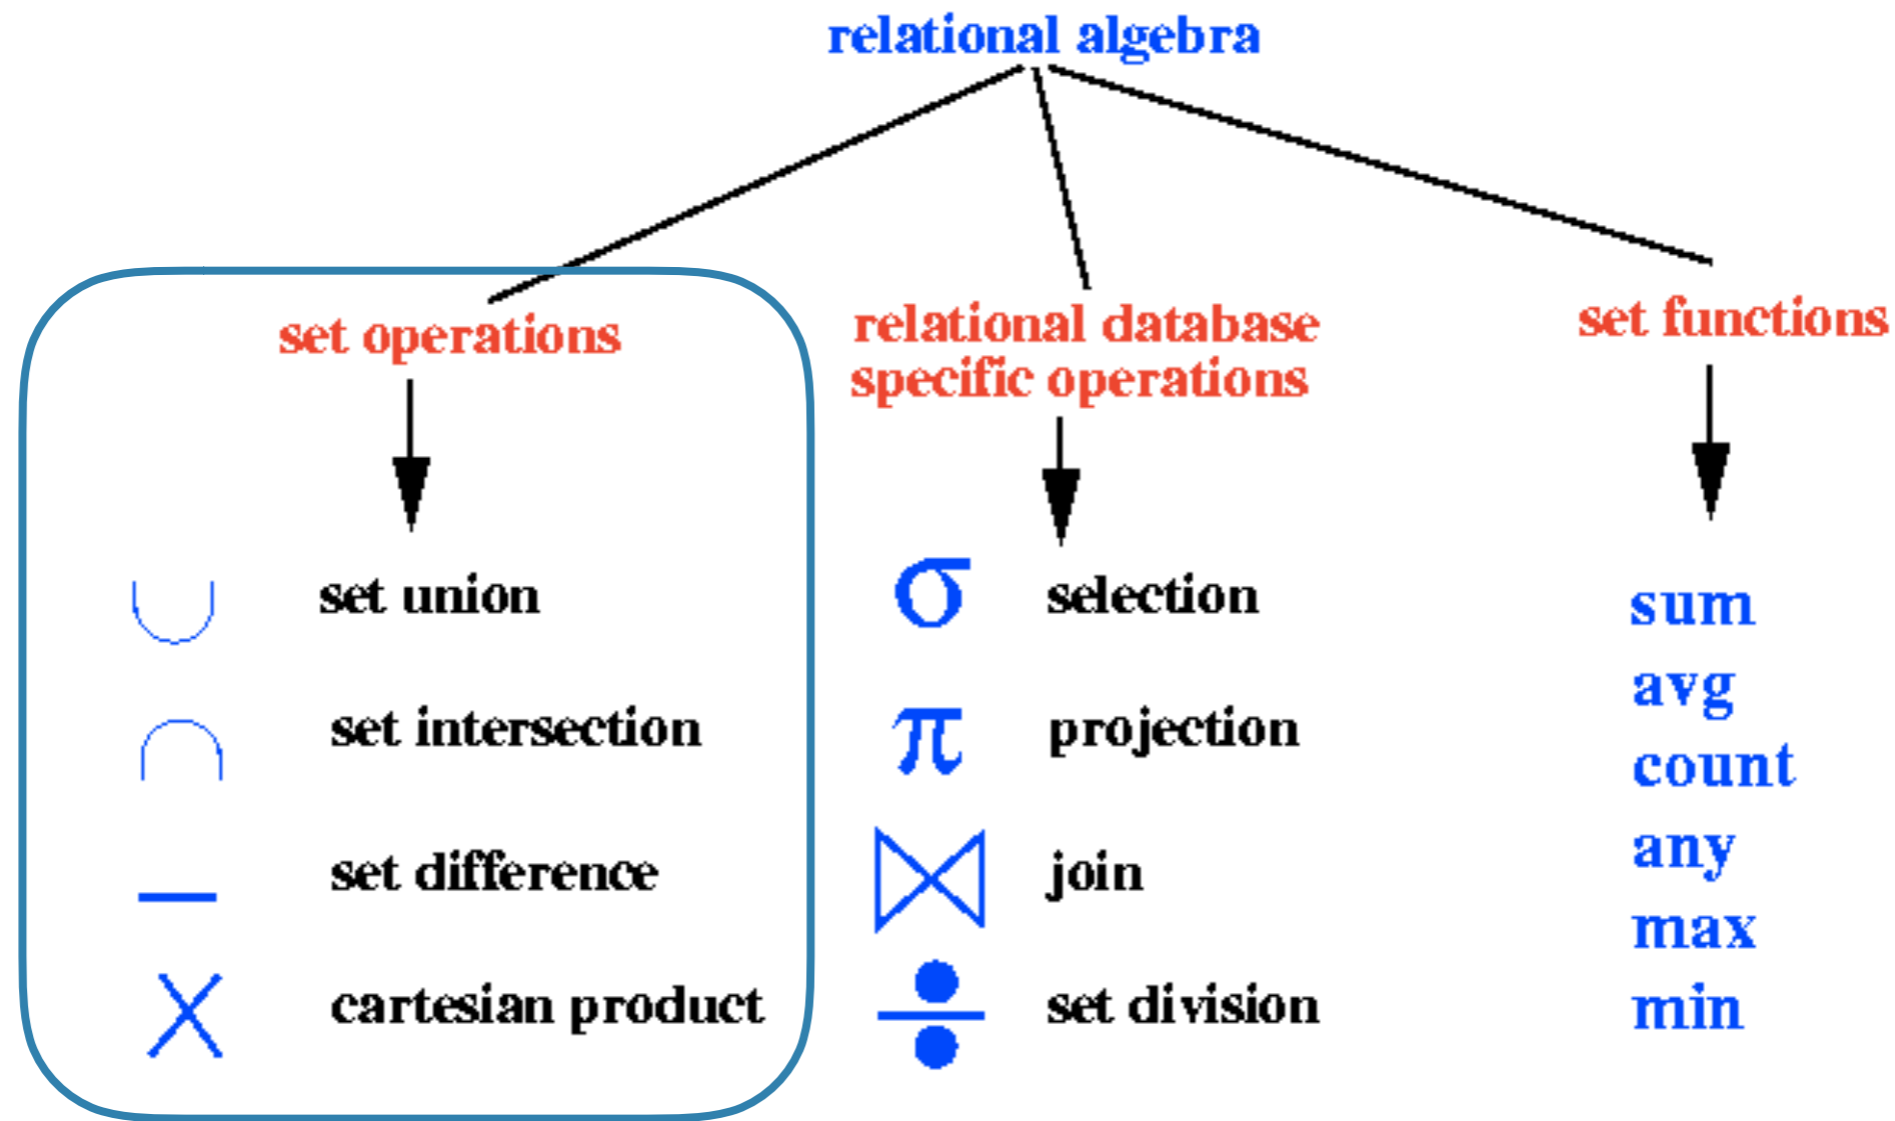 relational algebra
set operations
∪ set union
∩ set intersection
− set difference
× cartesian product
relational database
specific operations
σ selection
π projection
⋈ join
÷ set division
set functions
sum
avg
count
any
max
min